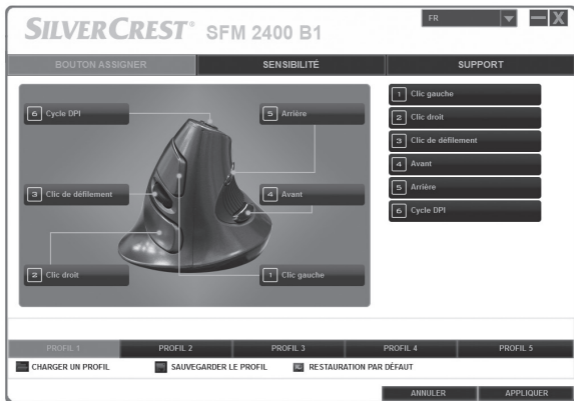 SILVERCREST® SFM 2400 B1
FR
BOUTON ASSIGNER
SENSIBILITÉ
SUPPORT
6 Cycle DPI
5 Arrière
3 Clic de défilement
4 Avant
2 Clic droit
1 Clic gauche
1 Clic gauche
2 Clic droit
3 Clic de défilement
4 Avant
5 Arrière
6 Cycle DPI
PROFIL 1
PROFIL 2
PROFIL 3
PROFIL 4
PROFIL 5
CHARGER UN PROFIL
SAUVEGARDER LE PROFIL
RESTAURATION PAR DÉFAUT
ANNULER
APPLIQUER